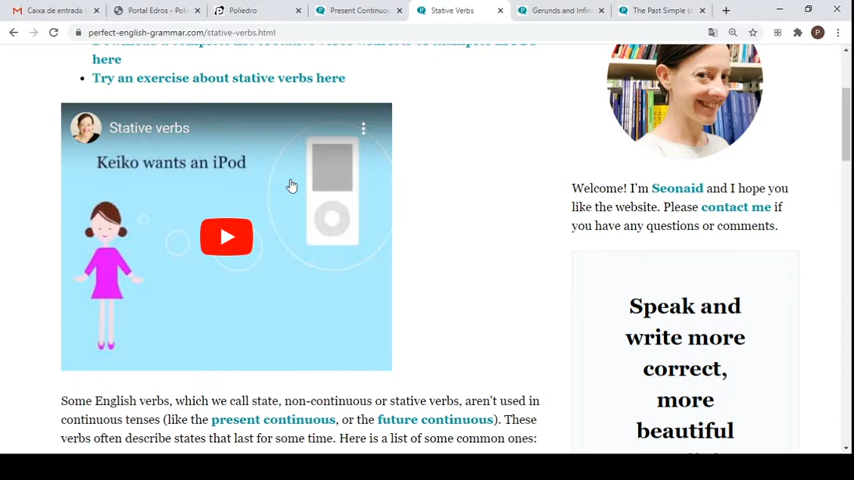 Caixa de entrada
Portal Edros - Poli
Poliedro
Present Continuou
Stative Verbs
Gerunds and Infin
The Past Simple (o
perfect-english-grammar.com/stative-verbs.html
P
here
Try an exercise about stative verbs here
Stative verbs
Keiko wants an iPod
Welcome! I'm Seonaid and I hope you
like the website. Please contact me if
you have any questions or comments.
Speak and
write more
correct,
more
beautiful
Some English verbs, which we call state, non-continuous or stative verbs, aren't used in
continuous tenses (like the present continuous, or the future continuous). These
verbs often describe states that last for some time. Here is a list of some common ones: